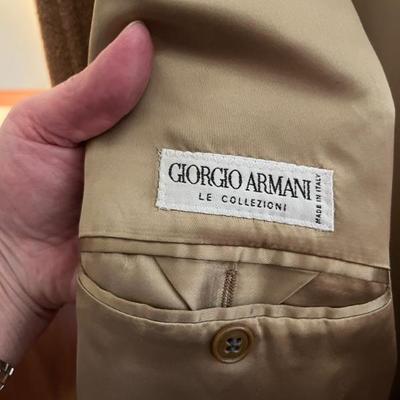 GIORGIO ARMANI
LE COLLEZIONI
MADE IN ITALY